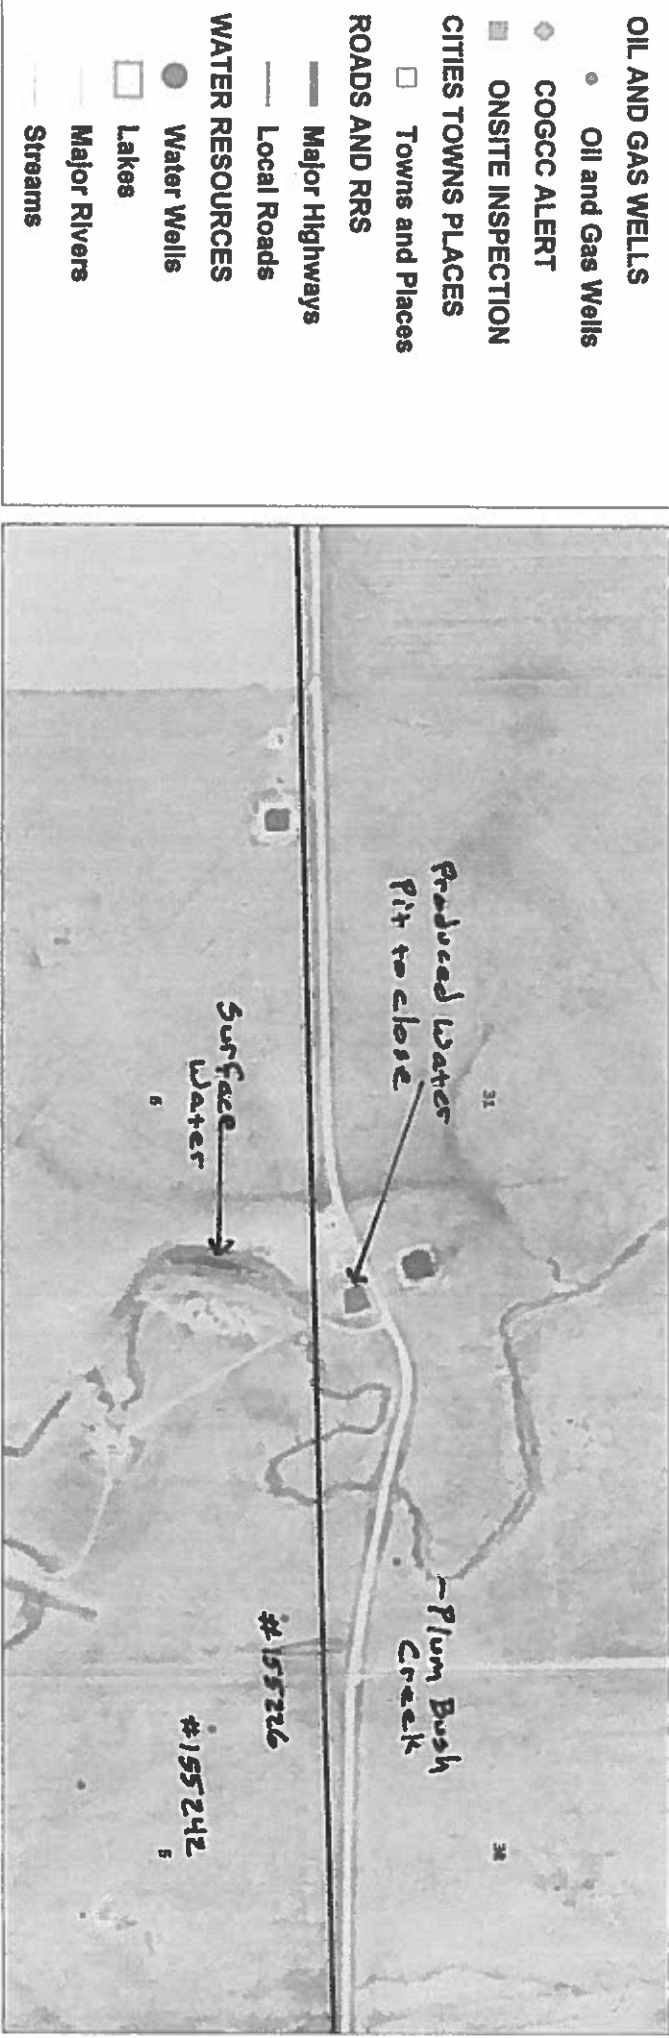 OIL AND GAS WELLS
Oil and Gas Wells
COGCC ALERT
ONSITE INSPECTION
CITIES TOWNS PLACES
Towns and Places
ROADS AND RRS
Major Highways
Local Roads
WATER RESOURCES
Water Wells
Lakes
Major Rivers
Streams
Produced Water
Pit to close
31
Surface
Water
6
Plum Bush
Creek
#155226
#155242
5